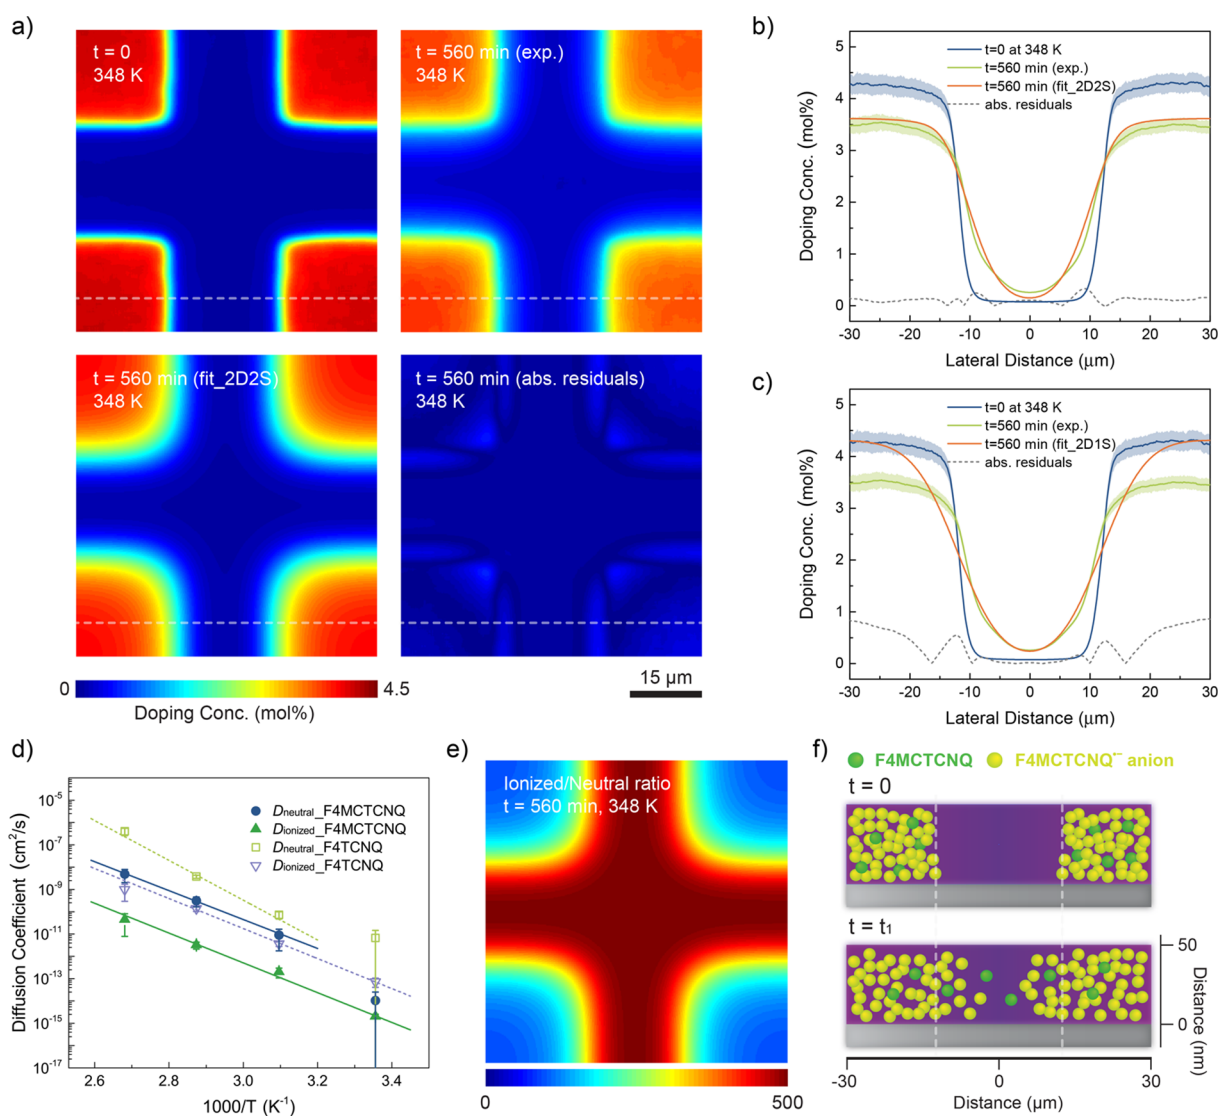 a)
t = 0
348 K
t = 560 min (exp.)
348 K
t = 560 min (fit_2D2S)
348 K
t = 560 min (abs. residuals)
348 K
0
4.5
Doping Conc. (mol%)
15 μm
b)
t=0 at 348 K
t=560 min (exp.)
t=560 min (fit_2D2S)
abs. residuals
5
4
3
2
1
0
Doping Conc. (mol%)
-30 -20 -10 0 10 20 30
Lateral Distance (μm)
c)
t=0 at 348 K
t=560 min (exp.)
t=560 min (fit_2D1S)
abs. residuals
5
4
3
2
1
0
Doping Conc. (mol%)
-30 -20 -10 0 10 20 30
Lateral Distance (μm)
d)
Dneutral_F4MCTCNQ
Dionized_F4MCTCNQ
Dneutral_F4TCNQ
Dionized_F4TCNQ
10⁻⁵
10⁻⁷
10⁻⁹
10⁻¹¹
10⁻¹³
10⁻¹⁵
10⁻¹⁷
Diffusion Coefficient (cm²/s)
2.6 2.8 3.0 3.2 3.4
1000/T (K⁻¹)
e)
Ionized/Neutral ratio
t = 560 min, 348 K
0
500
f)
F4MCTCNQ
F4MCTCNQ•⁻ anion
t = 0
t = t₁
50
0
Distance (nm)
-30 0 30
Distance (μm)